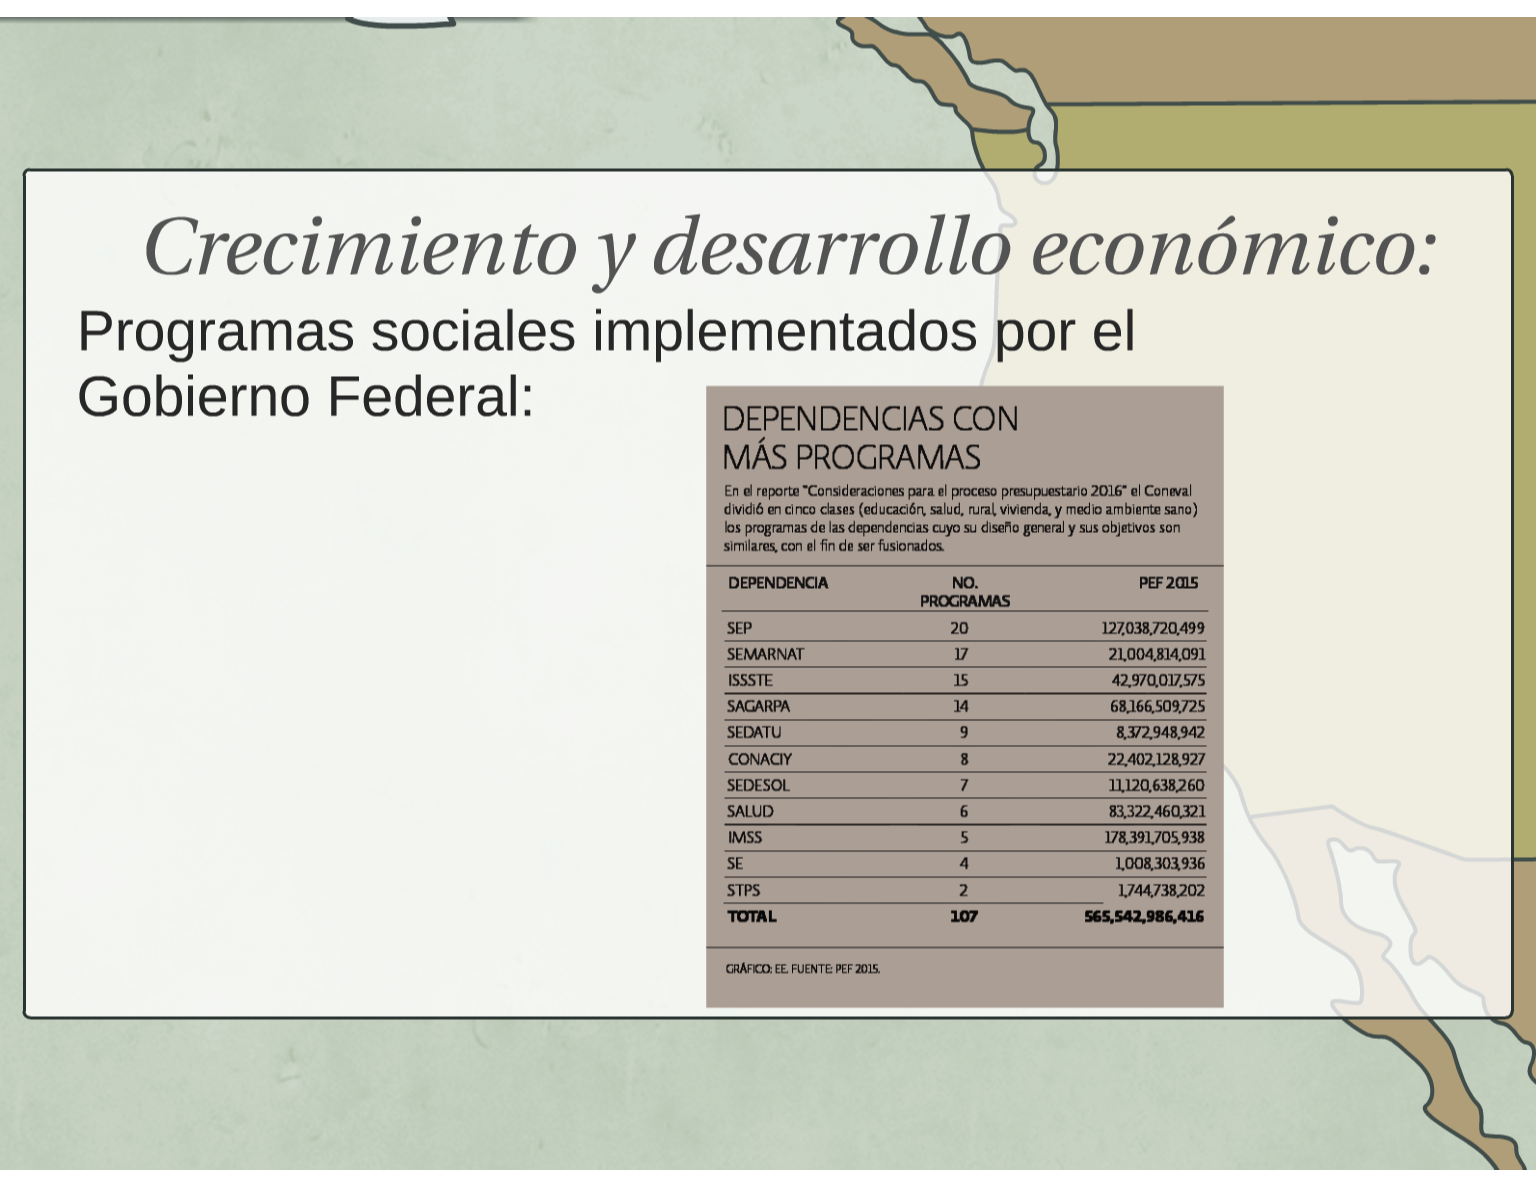 Crecimiento y desarrollo económico:
Programas sociales implementados por el
Gobierno Federal:
DEPENDENCIAS CON
MÁS PROGRAMAS
En el reporte "Consideraciones para el proceso presupuestario 2016" el Coneval
dividió en cinco clases (educación, salud, rural, vivienda, y medio ambiente sano)
los programas de las dependencias cuyo su diseño general y sus objetivos son
similares, con el fin de ser fusionados.
DEPENDENCIA NO. PEF 2015
PROGRAMAS
SEP 20 127,038,720,499
SEMARNAT 17 21,004,814,091
ISSSTE 15 42,970,017,575
SAGARPA 14 68,166,509,725
SEDATU 9 8,372,948,942
CONACIY 8 22,402,128,927
SEDESOL 7 11,120,638,260
SALUD 6 83,322,460,321
IMSS 5 178,391,705,938
SE 4 1,008,303,936
STPS 2 1,744,738,202
TOTAL 107 565,542,986,416
GRÁFICO: EE. FUENTE: PEF 2015.